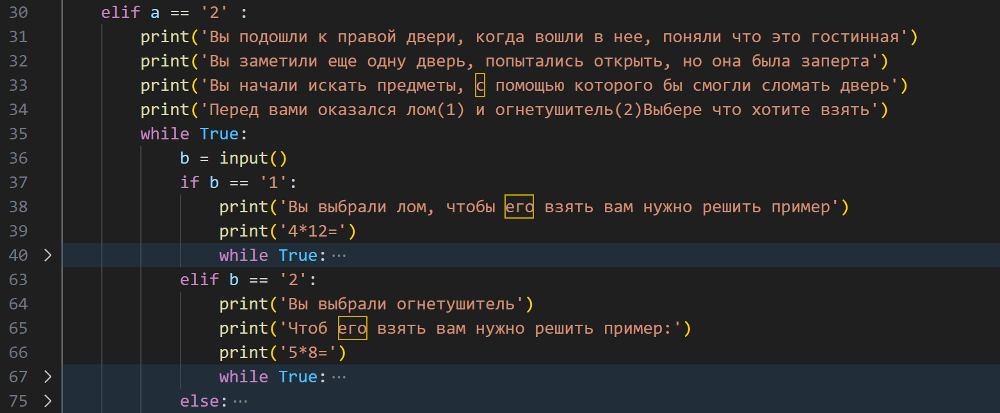 30 elif a == '2' :
31 print('Вы подошли к правой двери, когда вошли в нее, поняли что это гостинная')
32 print('Вы заметили еще одну дверь, попытались открыть, но она была заперта')
33 print('Вы начали искать предметы, с помощью которого бы смогли сломать дверь')
34 print('Перед вами оказался лом(1) и огнетушитель(2)Выбере что хотите взять')
35 while True:
36 b = input()
37 if b == '1':
38 print('Вы выбрали лом, чтобы его взять вам нужно решить пример')
39 print('4*12=')
40 while True: ···
63 elif b == '2':
64 print('Вы выбрали огнетушитель')
65 print('Чтоб его взять вам нужно решить пример:')
66 print('5*8=')
67 while True: ···
75 else: ···